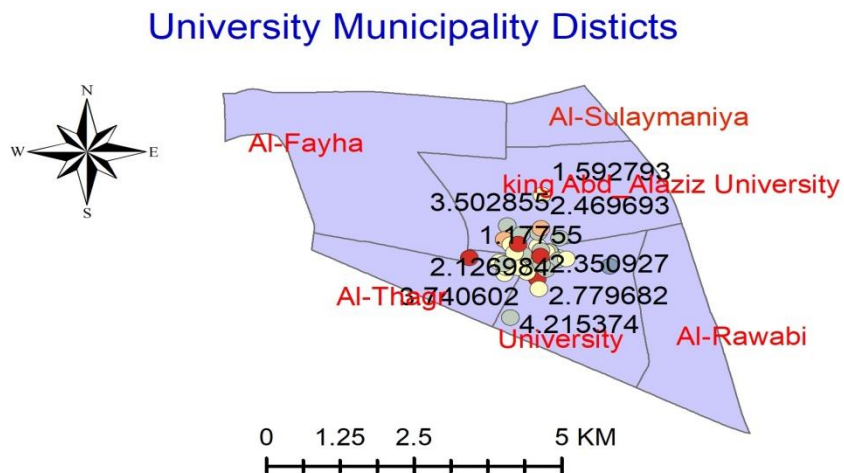 University Municipality Disticts
N
W
E
S
Al-Sulaymaniya
Al-Fayha
1.592793
king Abd_Alaziz University
3.502855
2.469693
1.17755
2.126984
2.350927
Al-Thagr
3.740602
2.779682
4.215374
University
Al-Rawabi
0 1.25 2.5 5 KM